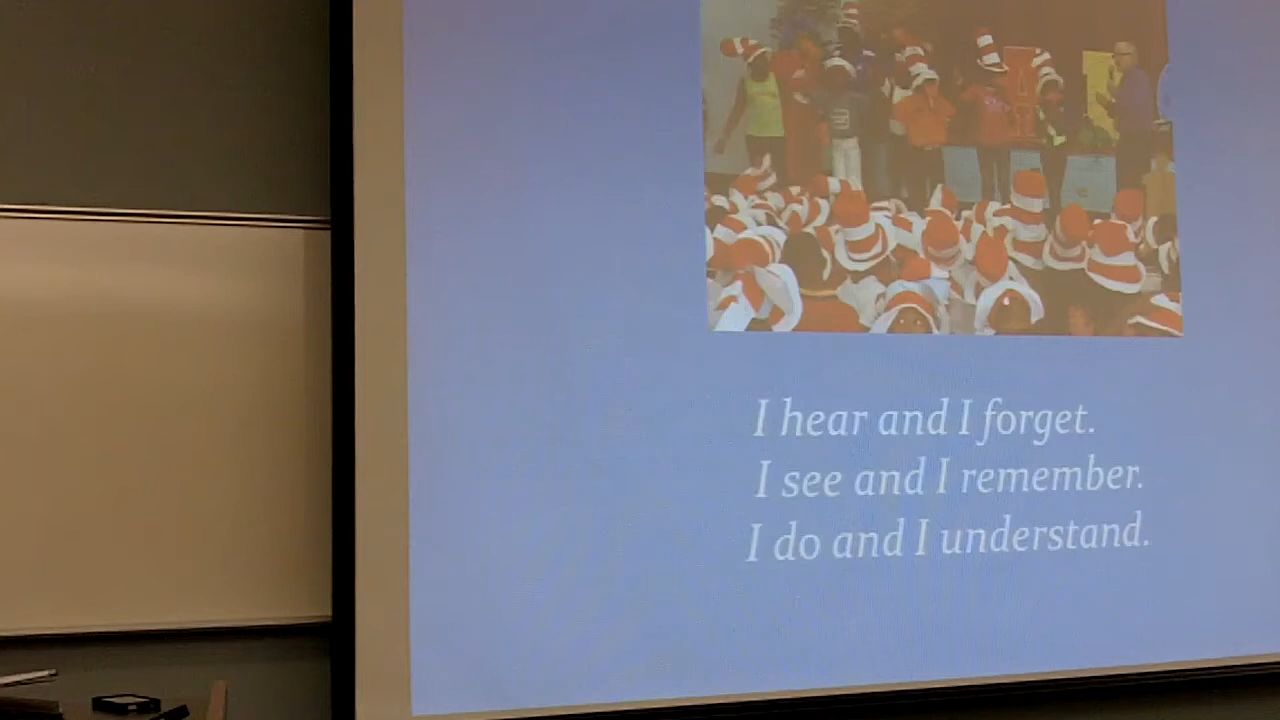 I hear and I forget.
I see and I remember.
I do and I understand.